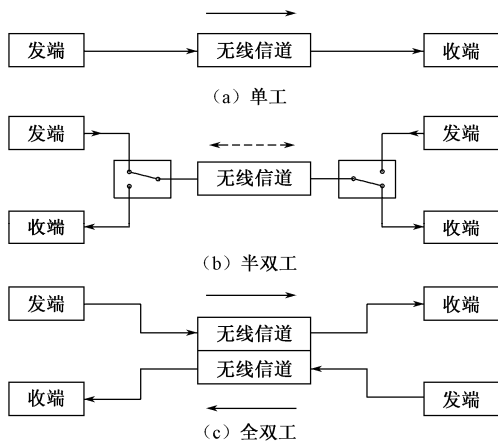 发端 无线信道 收端
（a）单工
发端 发端
无线信道
收端 收端
（b）半双工
发端 收端
无线信道
无线信道
收端 发端
（c）全双工